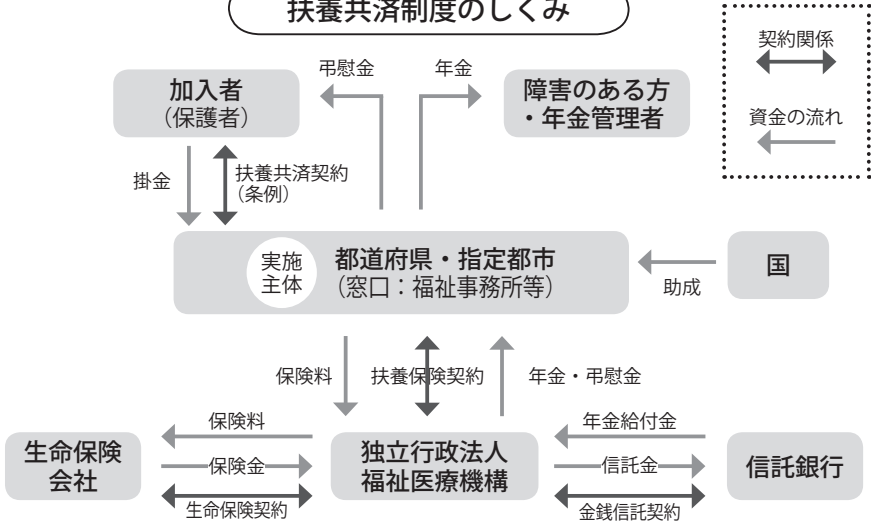 扶養共済制度のしくみ
契約関係
資金の流れ
弔慰金
年金
加入者
（保護者）
障害のある方
・年金管理者
掛金
扶養共済契約
（条例）
実施
主体
都道府県・指定都市
（窓口：福祉事務所等）
助成
国
保険料
扶養保険契約
年金・弔慰金
保険料
年金給付金
生命保険
会社
保険金
独立行政法人
福祉医療機構
信託金
信託銀行
生命保険契約
金銭信託契約